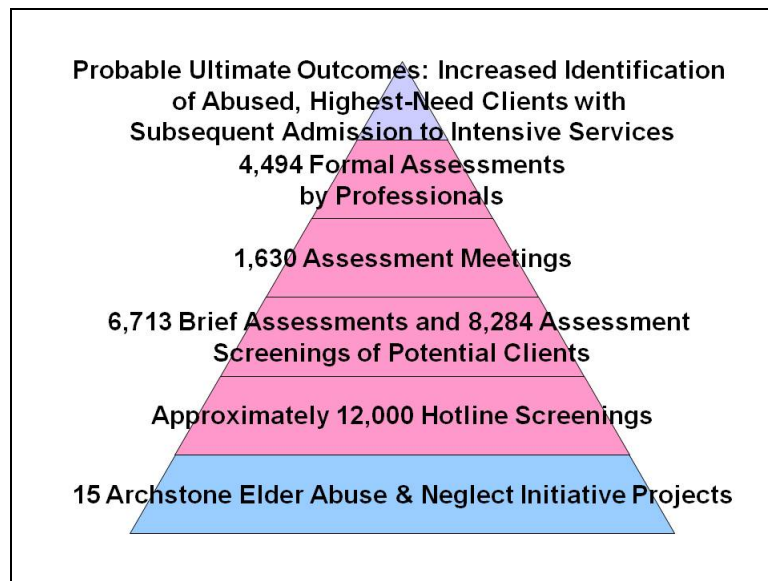 Probable Ultimate Outcomes: Increased Identification
of Abused, Highest-Need Clients with
Subsequent Admission to Intensive Services
4,494 Formal Assessments
by Professionals
1,630 Assessment Meetings
6,713 Brief Assessments and 8,284 Assessment
Screenings of Potential Clients
Approximately 12,000 Hotline Screenings
15 Archstone Elder Abuse & Neglect Initiative Projects